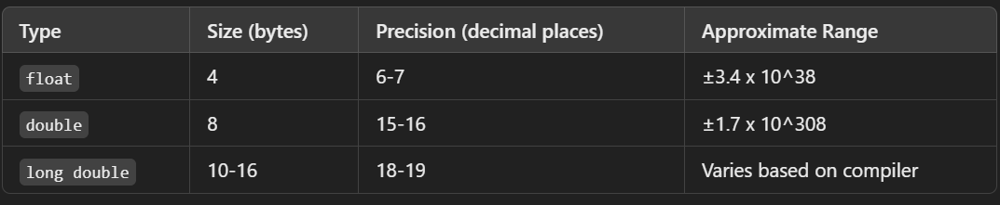 Type Size (bytes) Precision (decimal places) Approximate Range
float 4 6-7 ±3.4 x 10^38
double 8 15-16 ±1.7 x 10^308
long double 10-16 18-19 Varies based on compiler